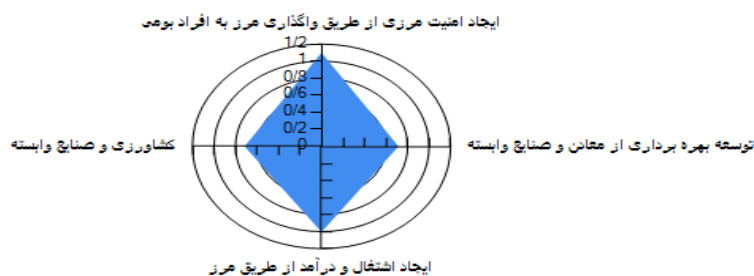 ایجاد امنیت مرزی از طریق واگذاری مرز به افراد بومی
1/2
1
0/8
0/6
0/4
0/2
0
توسعه بهره برداری از معادن و صنایع وابسته
کشاورزی و صنایع وابسته
ایجاد اشتغال و درآمد از طریق مرز